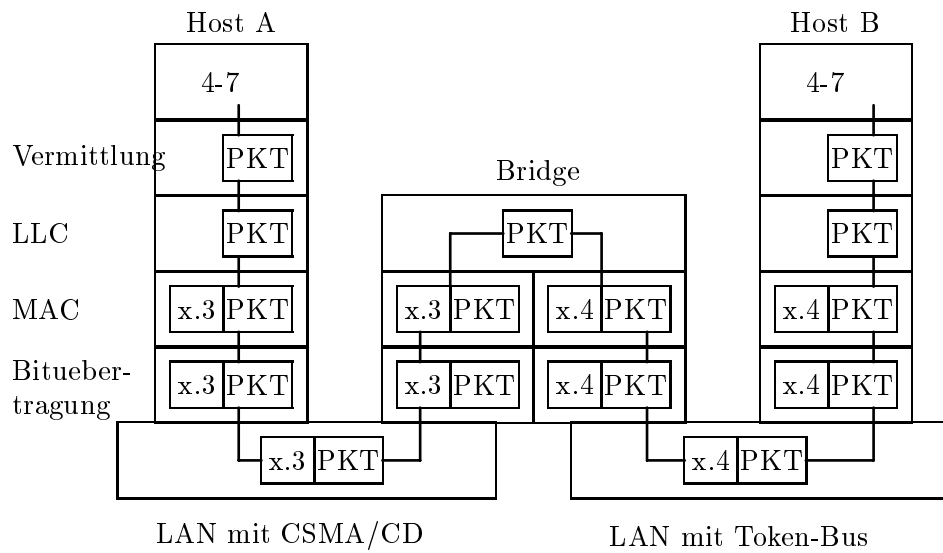 Host A Host B
4-7 4-7
Vermittlung PKT PKT
Bridge
LLC PKT PKT PKT
MAC x.3 PKT x.3 PKT x.4 PKT x.4 PKT
Bitueber-
tragung x.3 PKT x.3 PKT x.4 PKT x.4 PKT
x.3 PKT x.4 PKT
LAN mit CSMA/CD LAN mit Token-Bus